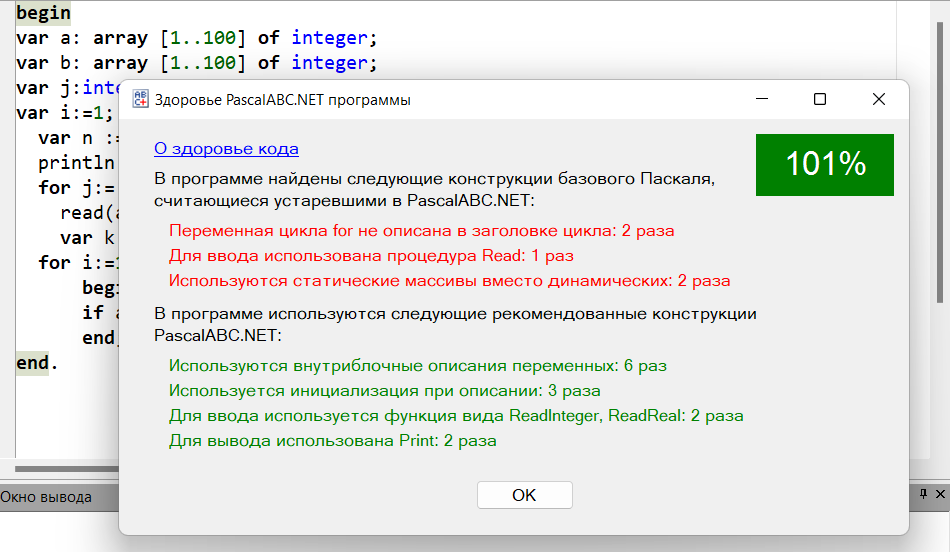 begin
var a: array [1..100] of integer;
var b: array [1..100] of integer;
var j:inte
var i:=1;
var n :=
println
for j:=
read(a
var k
for i:=1
begi
if a
end;
end.
Здоровье PascalABC.NET программы
О здоровье кода
101%
В программе найдены следующие конструкции базового Паскаля,
считающиеся устаревшими в PascalABC.NET:
Переменная цикла for не описана в заголовке цикла: 2 раза
Для ввода использована процедура Read: 1 раз
Используются статические массивы вместо динамических: 2 раза
В программе используются следующие рекомендованные конструкции
PascalABC.NET:
Используются внутриблочные описания переменных: 6 раз
Используется инициализация при описании: 3 раза
Для ввода используется функция вида ReadInteger, ReadReal: 2 раза
Для вывода использована Print: 2 раза
OK
Окно вывода